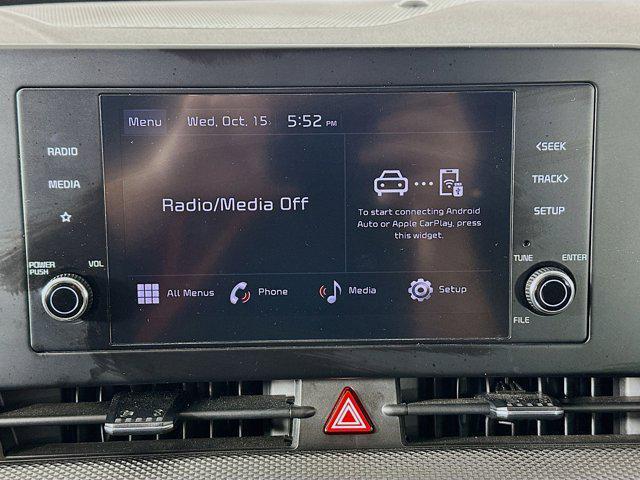 Menu Wed, Oct. 15 5:52 PM
RADIO
MEDIA
<SEEK
TRACK>
SETUP
Radio/Media Off
To start connecting Android
Auto or Apple CarPlay, press
this widget.
POWER
PUSH
VOL
TUNE
ENTER
FILE
All Menus
Phone
Media
Setup